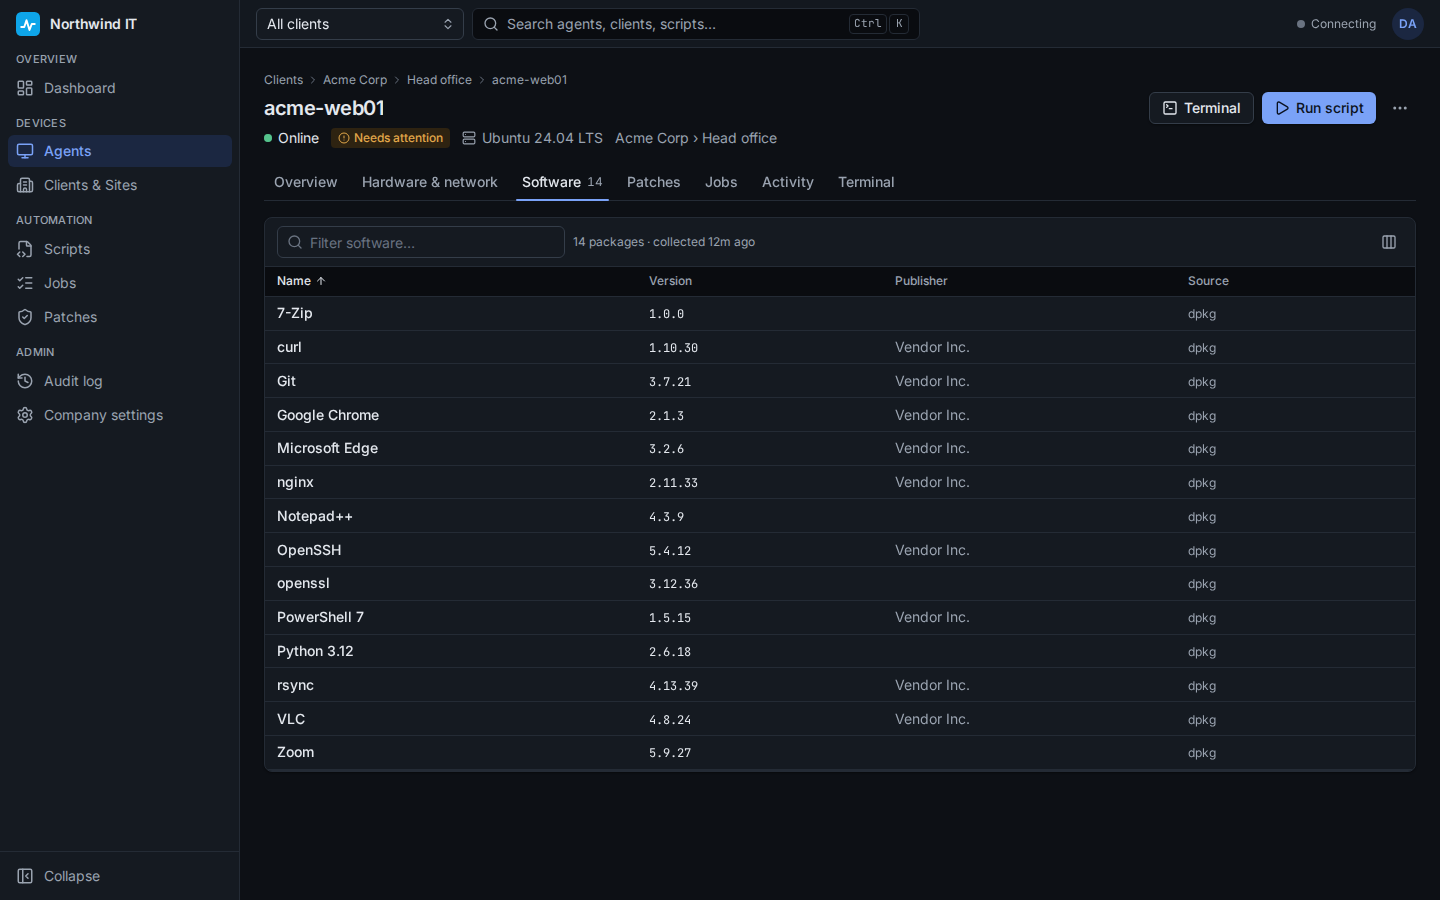 Northwind IT
All clients
Search agents, clients, scripts...
Ctrl K
Connecting
DA
OVERVIEW
Dashboard
DEVICES
Agents
Clients & Sites
AUTOMATION
Scripts
Jobs
Patches
ADMIN
Audit log
Company settings
Collapse
Clients > Acme Corp > Head office > acme-web01
acme-web01
Terminal
Run script
Online
Needs attention
Ubuntu 24.04 LTS
Acme Corp › Head office
Overview
Hardware & network
Software 14
Patches
Jobs
Activity
Terminal
Filter software...
14 packages · collected 12m ago
Name ↑ Version Publisher Source
7-Zip 1.0.0 dpkg
curl 1.10.30 Vendor Inc. dpkg
Git 3.7.21 Vendor Inc. dpkg
Google Chrome 2.1.3 Vendor Inc. dpkg
Microsoft Edge 3.2.6 Vendor Inc. dpkg
nginx 2.11.33 Vendor Inc. dpkg
Notepad++ 4.3.9 dpkg
OpenSSH 5.4.12 Vendor Inc. dpkg
openssl 3.12.36 dpkg
PowerShell 7 1.5.15 Vendor Inc. dpkg
Python 3.12 2.6.18 dpkg
rsync 4.13.39 Vendor Inc. dpkg
VLC 4.8.24 Vendor Inc. dpkg
Zoom 5.9.27 dpkg